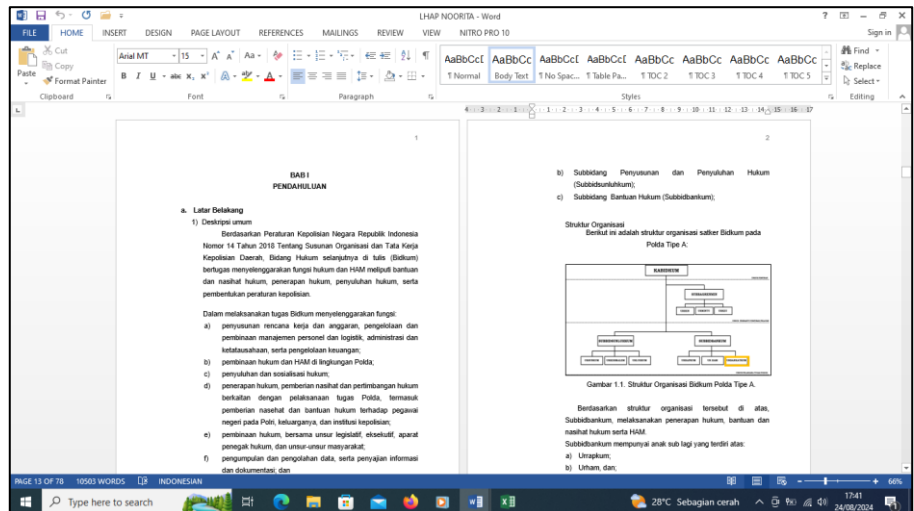 LHAP NOORITA - Word
FILE HOME INSERT DESIGN PAGE LAYOUT REFERENCES MAILINGS REVIEW VIEW NITRO PRO 10 Sign in
Cut
Copy
Format Painter
Paste
Arial MT 15
Find
Replace
Select
AaBbCcI AaBbCc AaBbCcI AaBbCcI AaBbCc AaBbCc AaBbCc AaBbCc
¶ Normal Body Text ¶ No Spac... ¶ Table Pa... ¶ TOC 2 ¶ TOC 3 ¶ TOC 4 ¶ TOC 5
Clipboard Font Paragraph Styles Editing
1
BAB I
PENDAHULUAN
a. Latar Belakang
1) Deskripsi umum
Berdasarkan Peraturan Kepolisian Negara Republik Indonesia
Nomor 14 Tahun 2018 Tentang Susunan Organisasi dan Tata Kerja
Kepolisian Daerah, Bidang Hukum selanjutnya di tulis (Bidkum)
bertugas menyelenggarakan fungsi hukum dan HAM meliputi bantuan
dan nasihat hukum, penerapan hukum, penyuluhan hukum, serta
pembentukan peraturan kepolisian.
Dalam melaksanakan tugas Bidkum menyelenggarakan fungsi:
a) penyusunan rencana kerja dan anggaran, pengelolaan dan
pembinaan manajemen personel dan logistik, administrasi dan
ketatausahaan, serta pengelolaan keuangan;
b) pembinaan hukum dan HAM di lingkungan Polda;
c) penyuluhan dan sosialisasi hukum;
d) penerapan hukum, pemberian nasihat dan pertimbangan hukum
berkaitan dengan pelaksanaan tugas Polda, termasuk
pemberian nasehat dan bantuan hukum terhadap pegawai
negeri pada Polri, keluarganya, dan institusi kepolisian;
e) pembinaan hukum, bersama unsur legislatif, eksekutif, aparat
penegak hukum, dan unsur-unsur masyarakat;
f) pengumpulan dan pengolahan data, serta penyajian informasi
dan dokumentasi; dan
2
b) Subbidang Penyusunan dan Penyuluhan Hukum
(Subbidsunluhkum);
c) Subbidang Bantuan Hukum (Subbidbankum);
Struktur Organisasi
Berikut ini adalah struktur organisasi satker Bidkum pada
Polda Tipe A:
KABIDKUM
Gambar 1.1. Struktur Organisasi Bidkum Polda Tipe A.
Berdasarkan struktur organisasi tersebut di atas,
Subbidbankum, melaksanakan penerapan hukum, bantuan dan
nasihat hukum serta HAM.
Subbidbankum mempunyai anak sub lagi yang terdiri atas:
a) Urrapkum;
b) Urham, dan;
PAGE 13 OF 78 10503 WORDS INDONESIAN 66%
Type here to search 28°C Sebagian cerah 17:41
24/08/2024